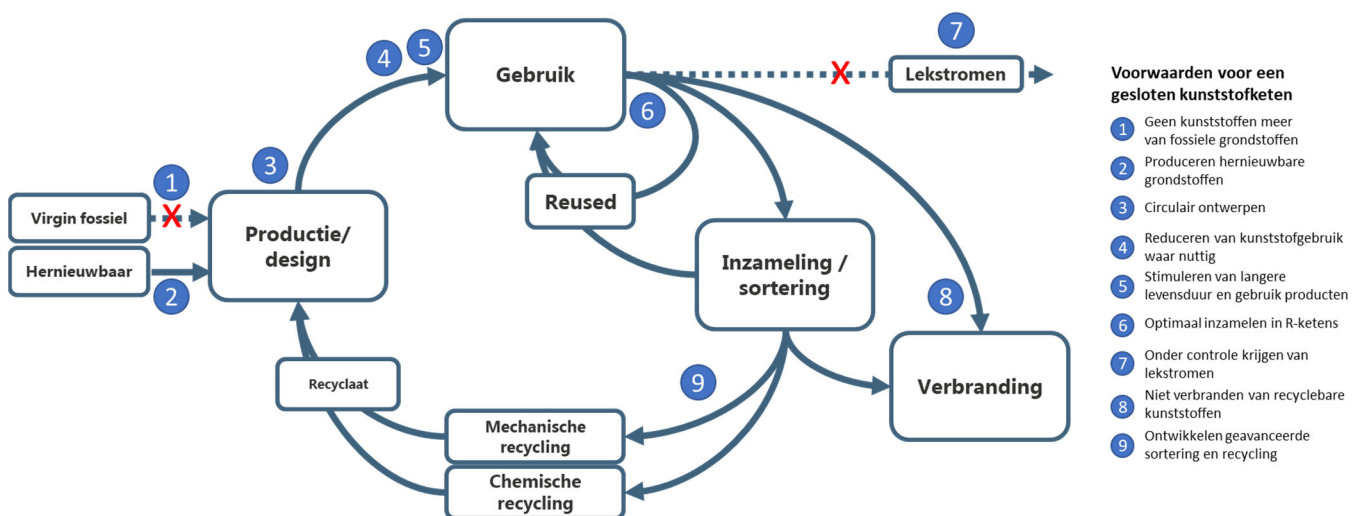 4
5
Gebruik
7
X
Lekstromen
6
3
1
Virgin fossiel
X
Hernieuwbaar
2
Productie/
design
Reused
Inzameling /
sortering
8
Verbranding
Recyclaat
9
Mechanische
recycling
Chemische
recycling
Voorwaarden voor een
gesloten kunststofketen
1 Geen kunststoffen meer
van fossiele grondstoffen
2 Produceren hernieuwbare
grondstoffen
3 Circulair ontwerpen
4 Reduceren van kunstofgebruik
waar nuttig
5 Stimuleren van langere
levensduur en gebruik producten
6 Optimaal inzamelen in R-ketens
7 Onder controle krijgen van
lekstromen
8 Niet verbranden van recyclebare
kunststoffen
9 Ontwikkelen geavanceerde
sortering en recycling